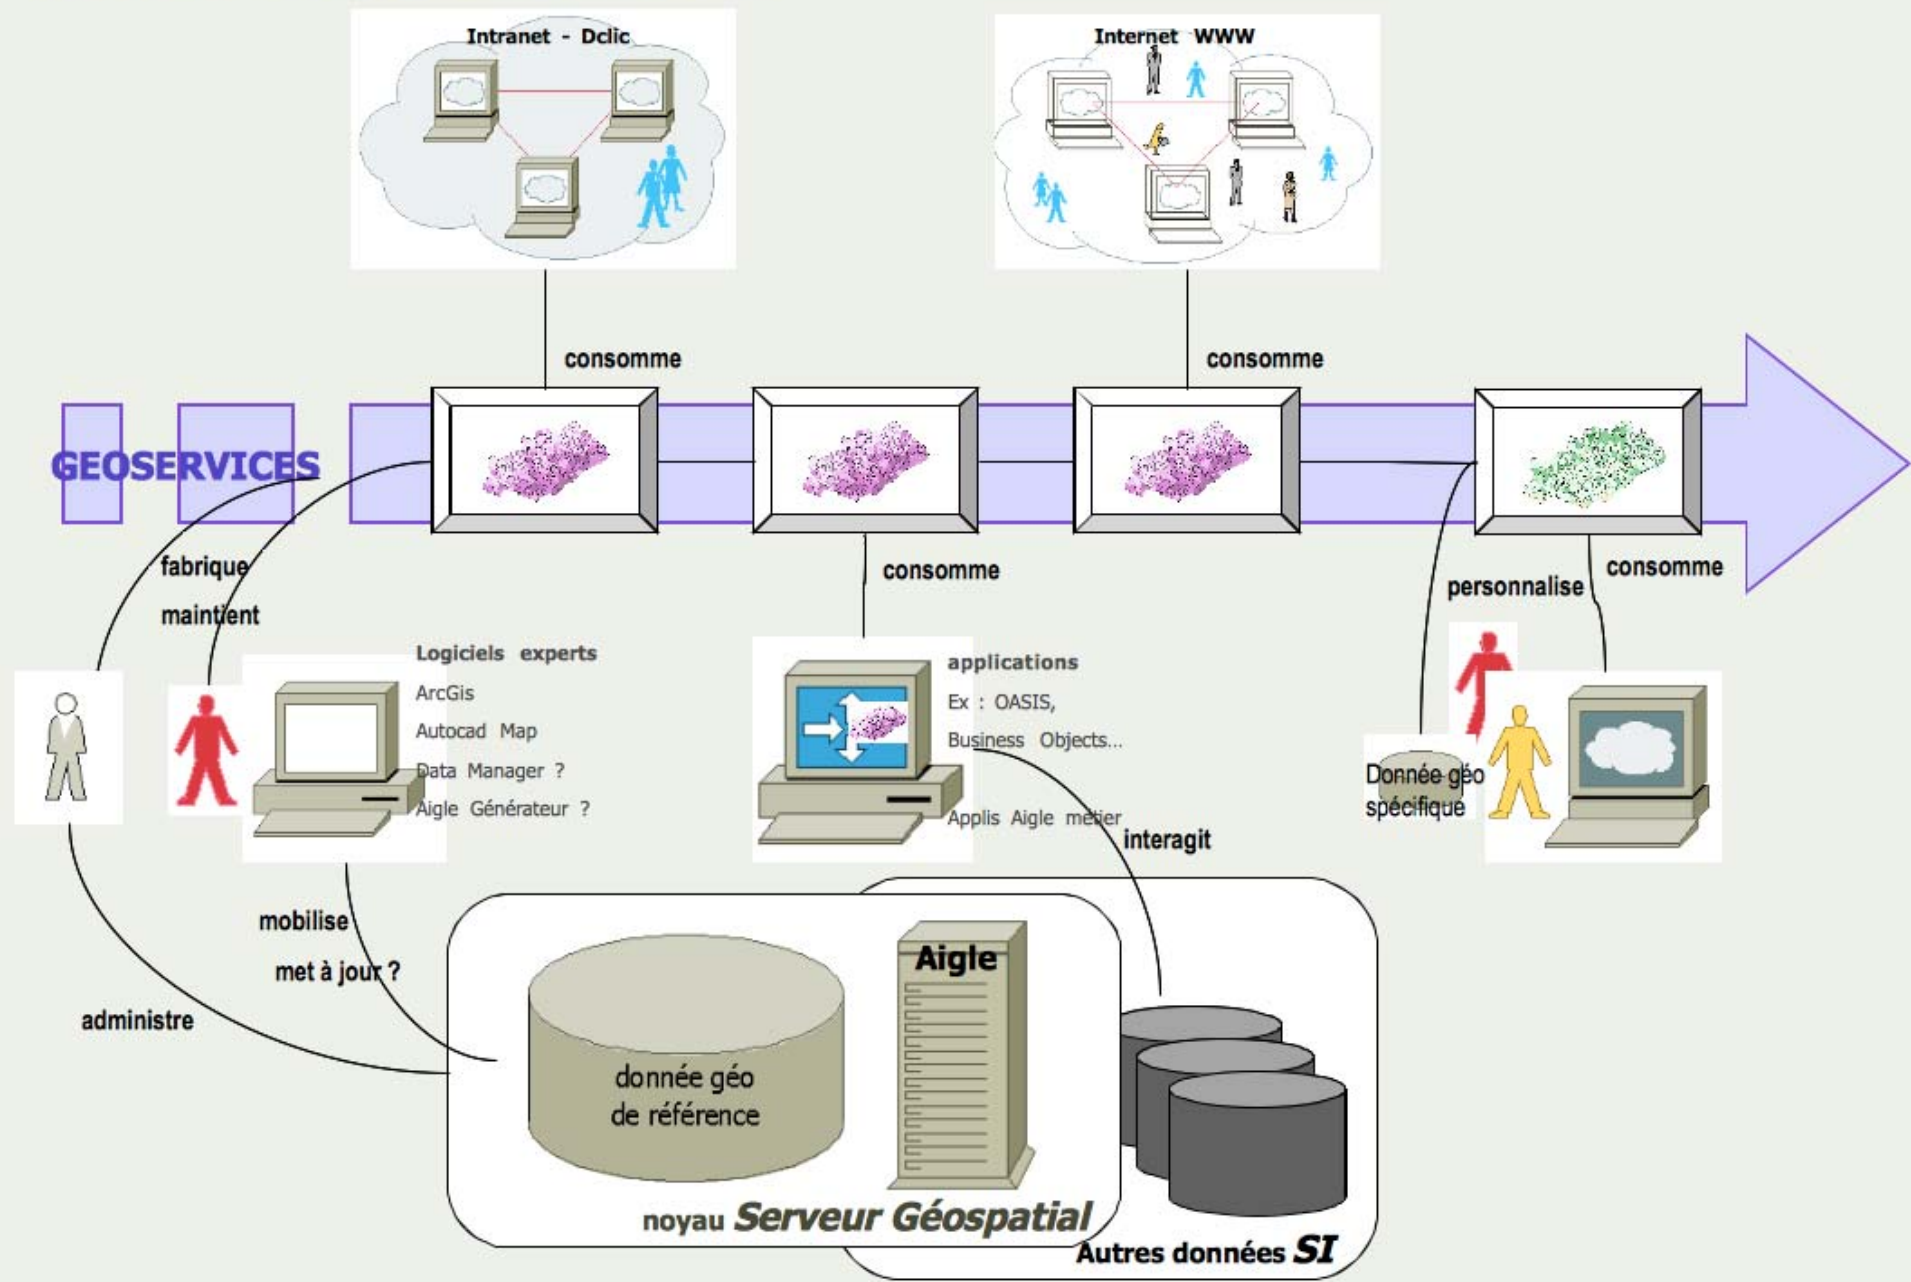 Intranet - Dclic
Internet WWW
consomme
consomme
GEOSERVICES
fabrique
maintient
consomme
personnalise
consomme
Logiciels experts
ArcGis
Autocad Map
Data Manager ?
Aigle Générateur ?
applications
Ex : OASIS,
Business Objects...
Applis Aigle métier
interagit
Donnée géo
spécifique
mobilise
met à jour ?
administre
Aigle
donnée géo
de référence
noyau Serveur Géospatial
Autres données SI